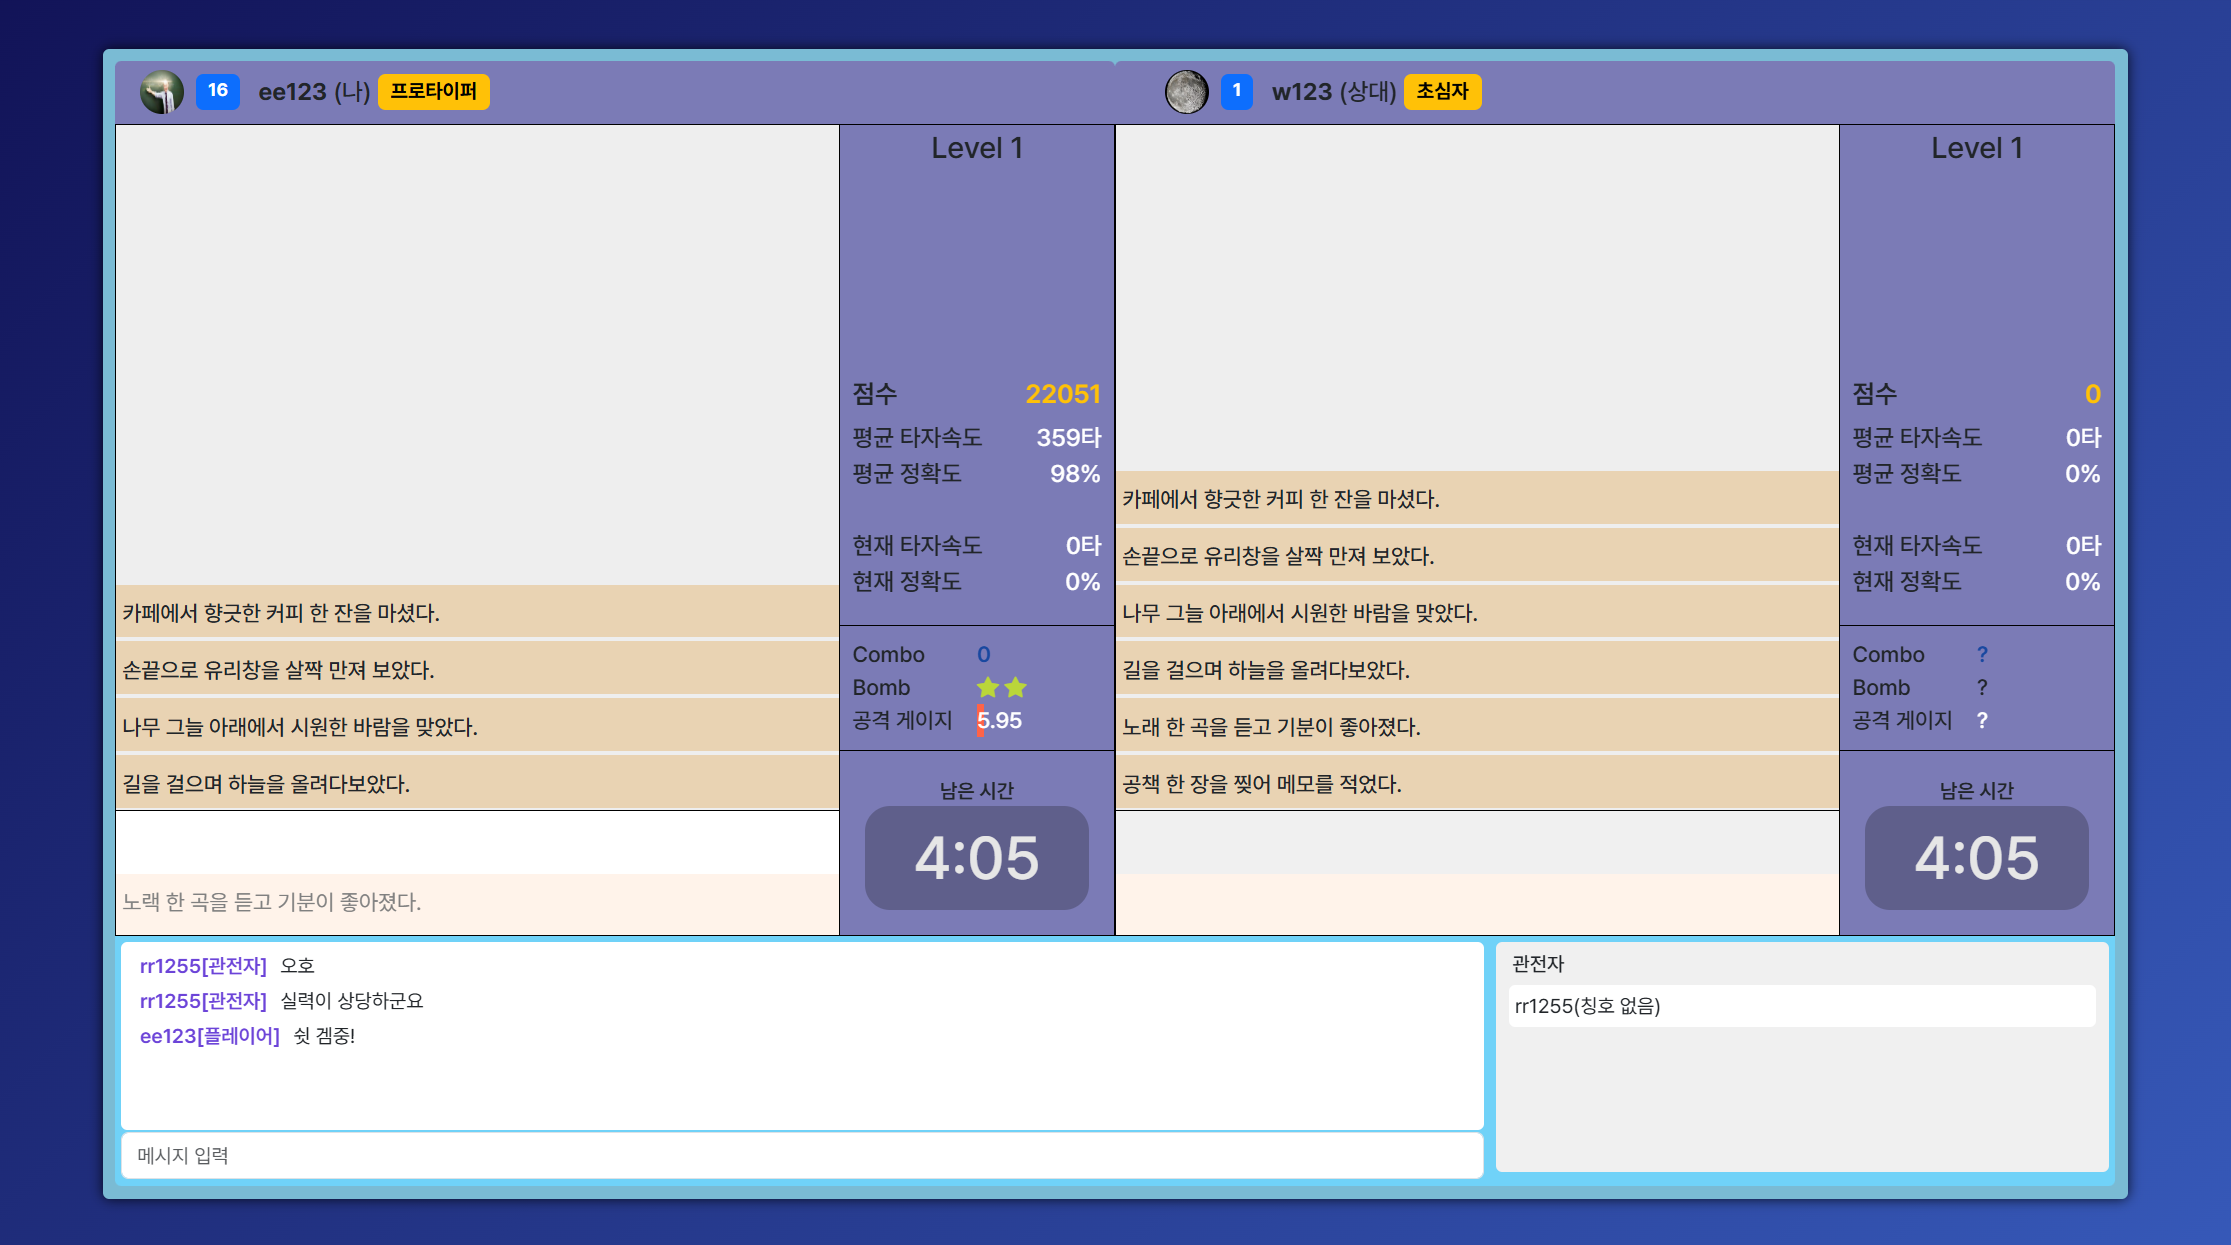 16 ee123 (나) 프로타이퍼
1 w123 (상대) 초심자
Level 1
점수 22051
평균 타자속도 359타
평균 정확도 98%
현재 타자속도 0타
현재 정확도 0%
카페에서 향긋한 커피 한 잔을 마셨다.
손끝으로 유리창을 살짝 만져 보았다.
나무 그늘 아래에서 시원한 바람을 맞았다.
길을 걸으며 하늘을 올려다보았다.
Combo 0
Bomb
공격 게이지 5.95
남은 시간
4:05
노랙 한 곡을 듣고 기분이 좋아졌다.
Level 1
점수 0
평균 타자속도 0타
평균 정확도 0%
현재 타자속도 0타
현재 정확도 0%
카페에서 향긋한 커피 한 잔을 마셨다.
손끝으로 유리창을 살짝 만져 보았다.
나무 그늘 아래에서 시원한 바람을 맞았다.
길을 걸으며 하늘을 올려다보았다.
노래 한 곡을 듣고 기분이 좋아졌다.
공책 한 장을 찢어 메모를 적었다.
Combo ?
Bomb ?
공격 게이지 ?
남은 시간
4:05
rr1255[관전자] 오호
rr1255[관전자] 실력이 상당하군요
ee123[플레이어] 쉿 겜중!
메시지 입력
관전자
rr1255(칭호 없음)